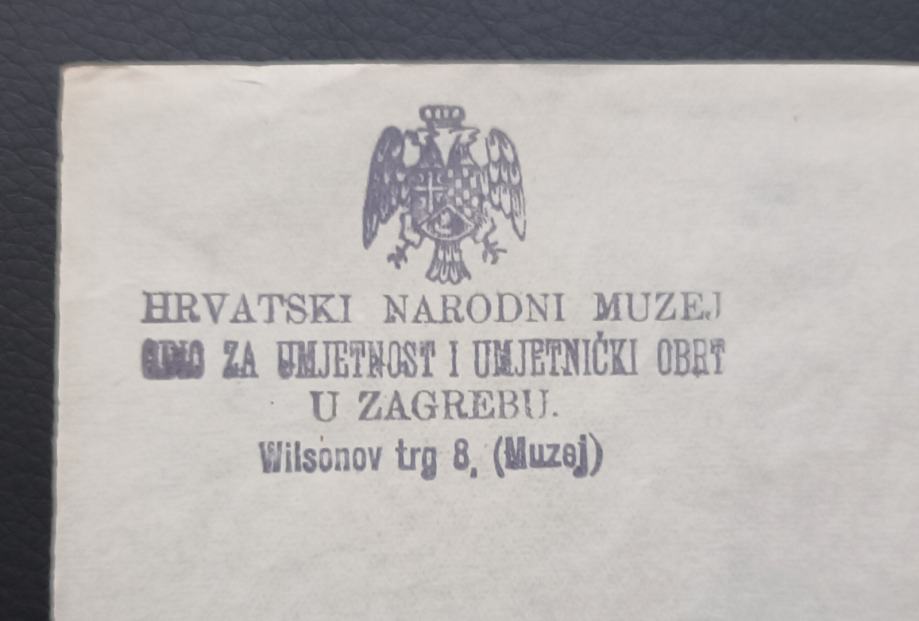 HRVATSKI NARODNI MUZEJ
ZA UMJETNOST I UMJETNIČKI OBRT
U ZAGREBU.
Wilsonov trg 8, (Muzej)